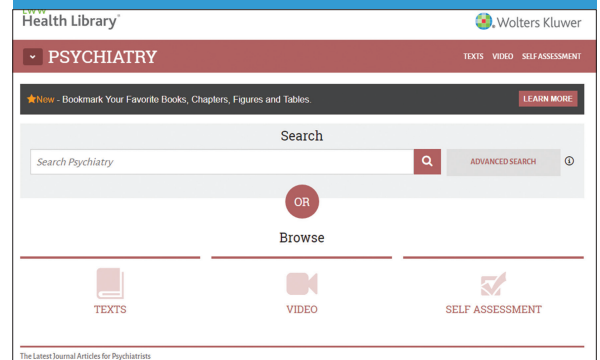 LWW
Health Library®
Wolters Kluwer
PSYCHIATRY
TEXTS VIDEO SELF ASSESSMENT
New - Bookmark Your Favorite Books, Chapters, Figures and Tables.
LEARN MORE
Search
Search Psychiatry
ADVANCED SEARCH
OR
Browse
TEXTS
VIDEO
SELF ASSESSMENT
The Latest Journal Articles for Psychiatrists